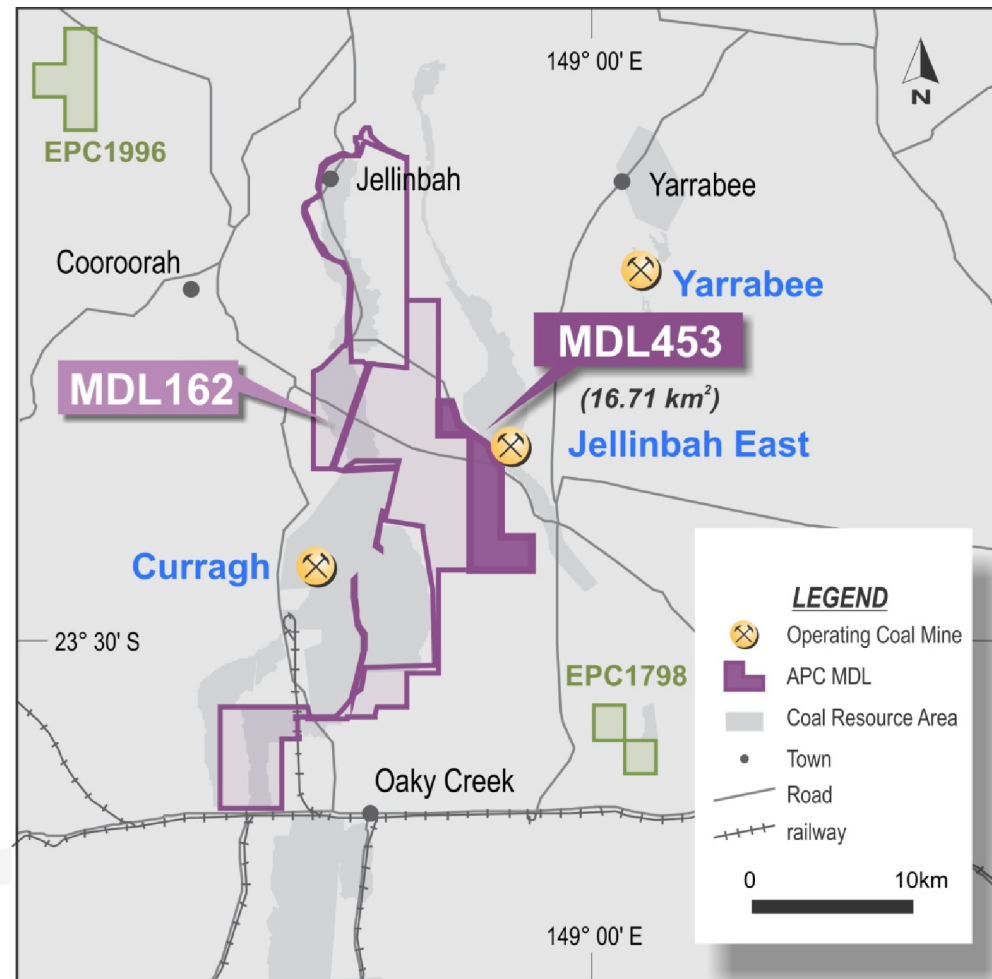 149° 00' E
N
EPC1996
Jellinbah
Yarrabee
Cooroorah
Yarrabee
MDL453
MDL162
(16.71 km²)
Jellinbah East
Curragh
LEGEND
Operating Coal Mine
23° 30' S
EPC1798
APC MDL
Coal Resource Area
Town
Oaky Creek
Road
railway
0 10km
149° 00' E